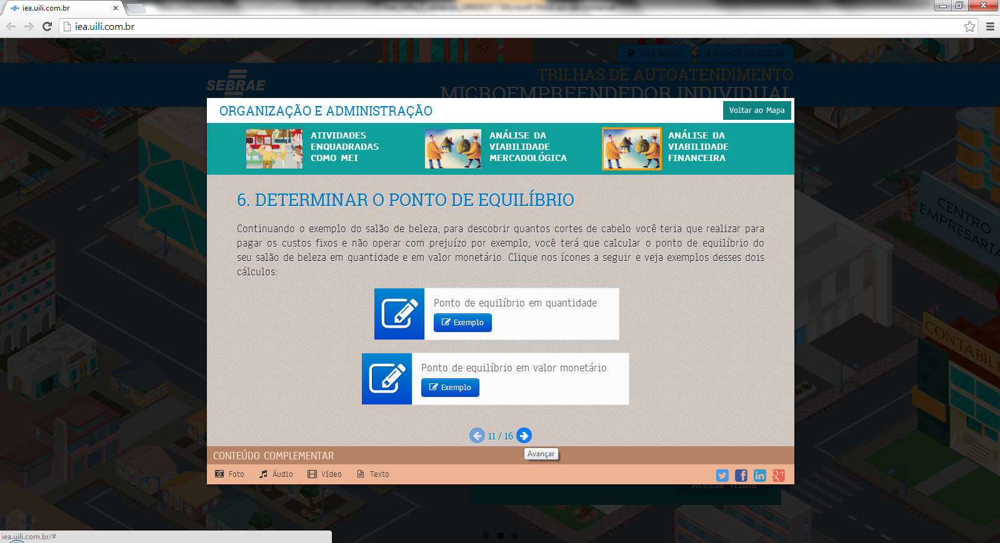 iea.uili.com.br
iea.uili.com.br
MEUS DADOS
GUIA DE NAVEGAÇÃO
SEBRAE
TRILHAS DE AUTOATENDIMENTO
MICROEMPREENDEDOR INDIVIDUAL
ORGANIZAÇÃO E ADMINISTRAÇÃO
Voltar ao Mapa
ATIVIDADES
ENQUADRADAS
COMO MEI
ANÁLISE DA
VIABILIDADE
MERCADOLÓGICA
ANÁLISE DA
VIABILIDADE
FINANCEIRA
6. DETERMINAR O PONTO DE EQUILÍBRIO
Continuando o exemplo do salão de beleza, para descobrir quantos cortes de cabelo você teria que realizar para
pagar os custos fixos e não operar com prejuízo por exemplo, você terá que calcular o ponto de equilíbrio do
seu salão de beleza em quantidade e em valor monetário. Clique nos ícones a seguir e veja exemplos desses dois
cálculos:
Ponto de equilíbrio em quantidade
Exemplo
Ponto de equilíbrio em valor monetário
Exemplo
11 / 16
Avançar
CONTEÚDO COMPLEMENTAR
Foto
Áudio
Vídeo
Texto
Acessar Trilha
CENTRO
EMPRESARIA
CONTABILI
iea.uili.com.br/#